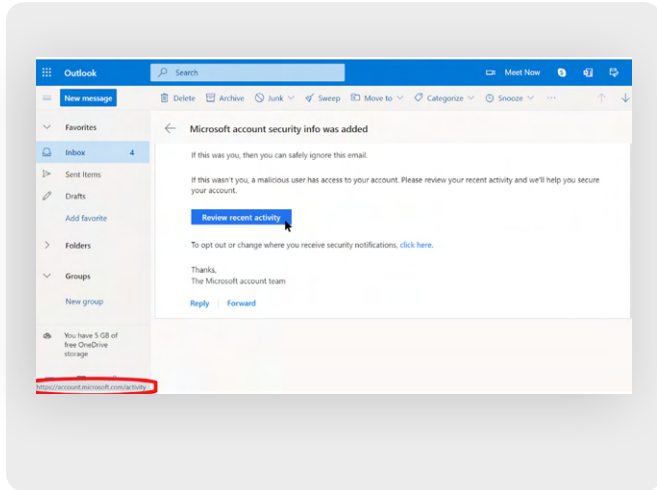 Outlook
Search
Meet Now
New message
Delete Archive Junk Sweep Move to Categorize Snooze ...
Favorites
Microsoft account security info was added
Inbox 4
If this was you, then you can safely ignore this email.
Sent Items
If this wasn't you, a malicious user has access to your account. Please review your recent activity and we'll help you secure
your account.
Drafts
Add favorite
Review recent activity
Folders
To opt out or change where you receive security notifications, click here.
Thanks,
The Microsoft account team
Groups
New group
Reply | Forward
You have 5 GB of
free OneDrive
storage
https://account.microsoft.com/activity